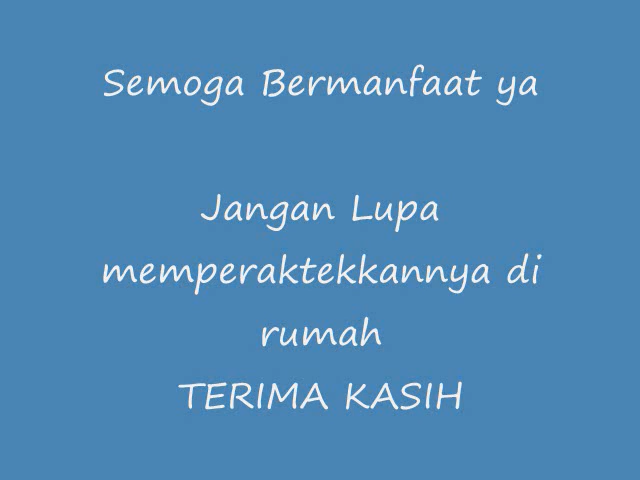 Semoga Bermanfaat ya
Jangan Lupa
memperaktekkannya di
rumah
TERIMA KASIH